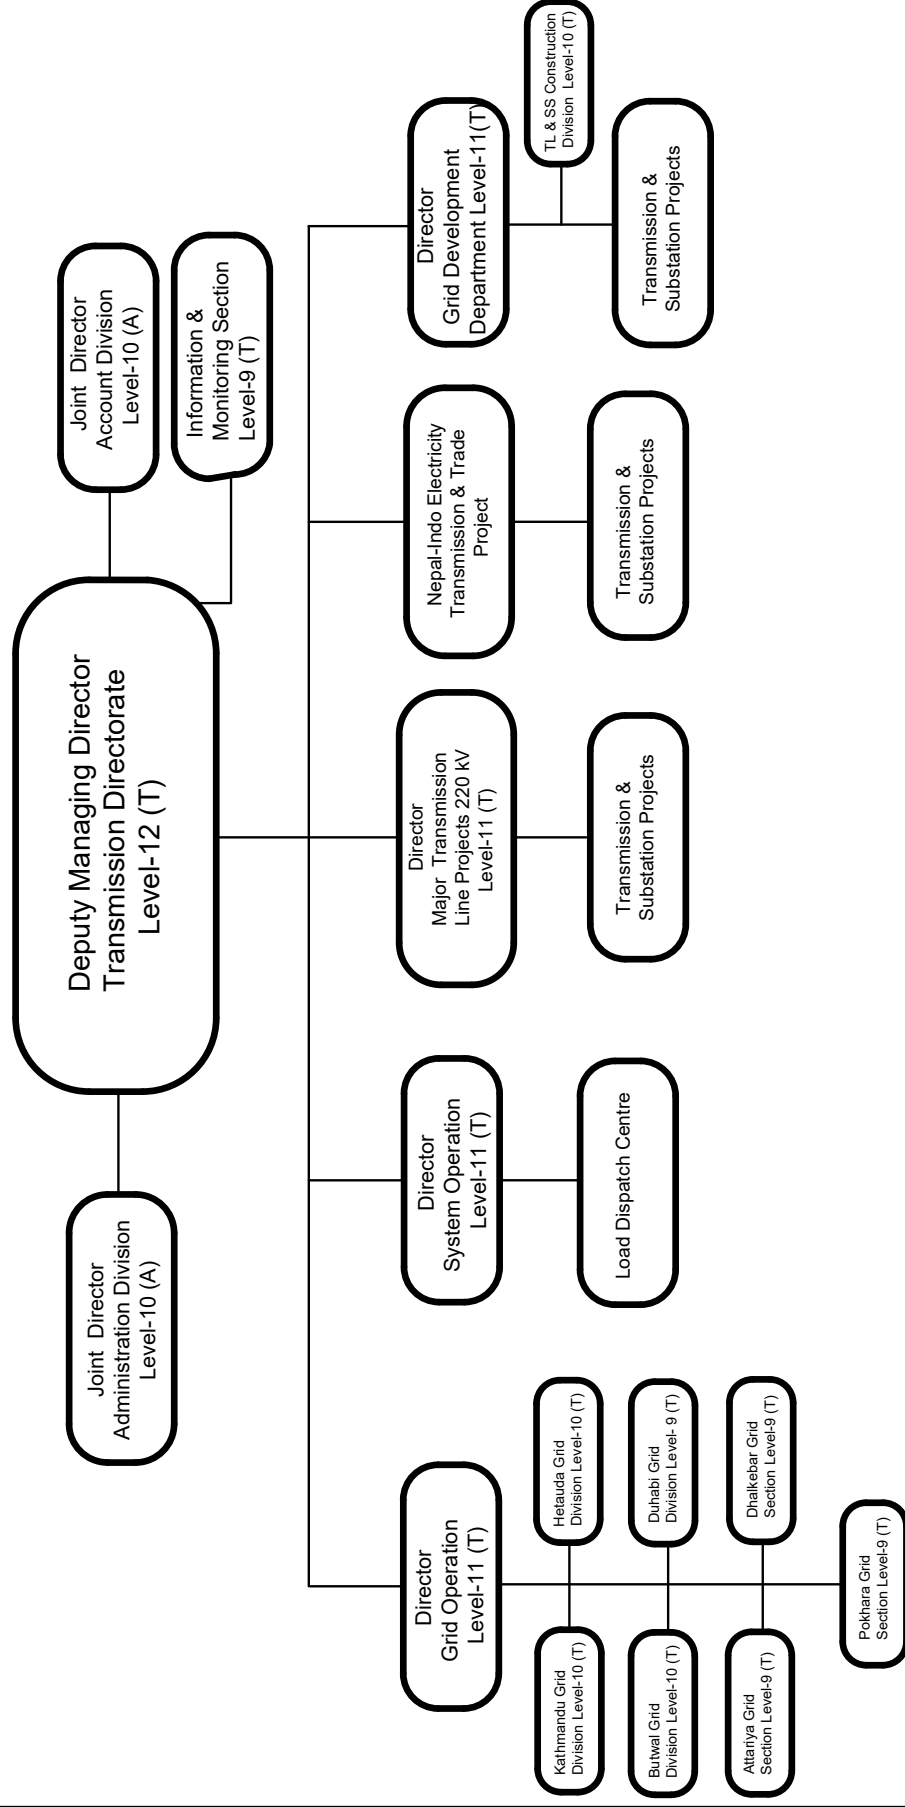 Deputy Managing Director
Transmission Directorate
Level-12 (T)
Joint Director
Administration Division
Level-10 (A)
Joint Director
Account Division
Level-10 (A)
Information &
Monitoring Section
Level-9 (T)
Director
Grid Operation
Level-11 (T)
Director
System Operation
Level-11 (T)
Director
Major Transmission
Line Projects 220 kV
Level-11 (T)
Nepal-Indo Electricity
Transmission & Trade
Project
Director
Grid Development
Department Level-11(T)
TL & SS Construction
Division Level-10 (T)
Kathmandu Grid
Division Level-10 (T)
Hetauda Grid
Division Level-10 (T)
Butwal Grid
Division Level-10 (T)
Duhabi Grid
Division Level- 9 (T)
Attariya Grid
Section Level-9 (T)
Dhalkebar Grid
Section Level-9 (T)
Pokhara Grid
Section Level-9 (T)
Load Dispatch Centre
Transmission &
Substation Projects
Transmission &
Substation Projects
Transmission &
Substation Projects